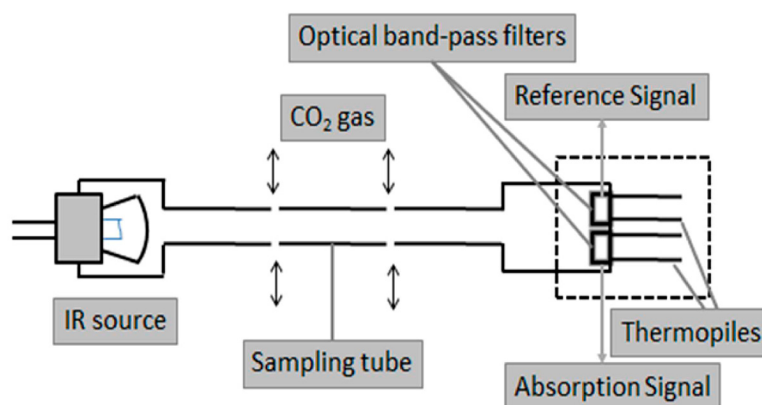 Optical band-pass filters
Reference Signal
CO₂ gas
IR source
Sampling tube
Thermopiles
Absorption Signal